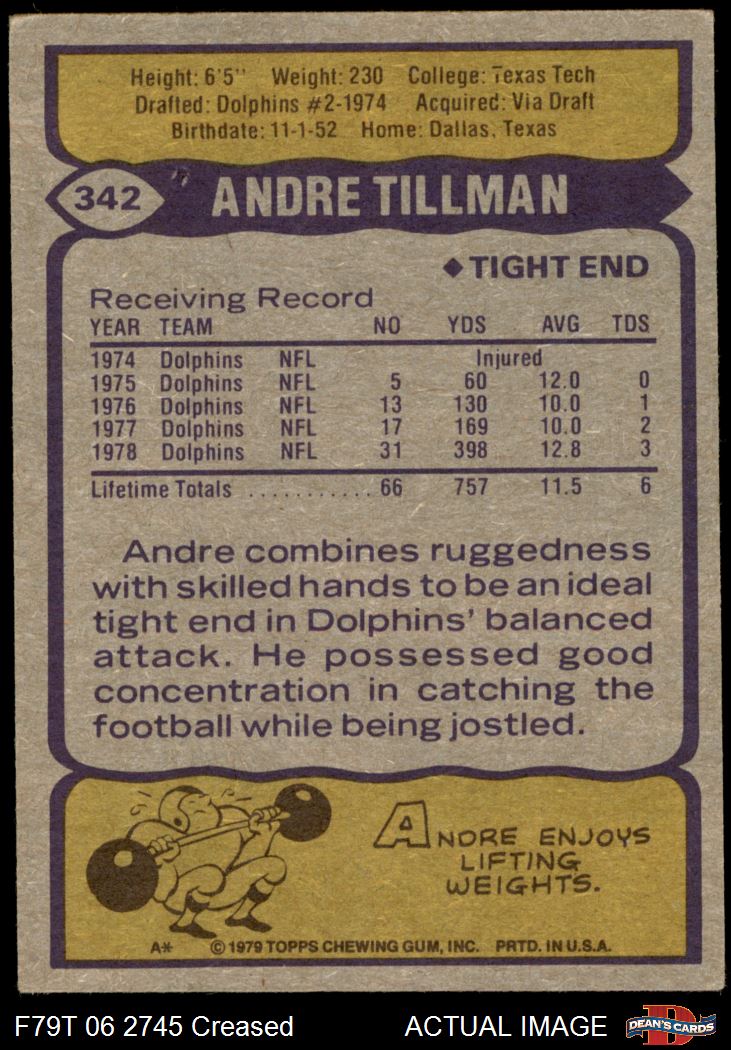 Height: 6'5" Weight: 230 College: Texas Tech
Drafted: Dolphins #2-1974 Acquired: Via Draft
Birthdate: 11-1-52 Home: Dallas, Texas
342 ANDRE TILLMAN
◆ TIGHT END
Receiving Record
YEAR TEAM NO YDS AVG TDS
1974 Dolphins NFL Injured
1975 Dolphins NFL 5 60 12.0 0
1976 Dolphins NFL 13 130 10.0 1
1977 Dolphins NFL 17 169 10.0 2
1978 Dolphins NFL 31 398 12.8 3
Lifetime Totals ........... 66 757 11.5 6
Andre combines ruggedness
with skilled hands to be an ideal
tight end in Dolphins' balanced
attack. He possessed good
concentration in catching the
football while being jostled.
ANDRE ENJOYS
LIFTING
WEIGHTS.
A* © 1979 TOPPS CHEWING GUM, INC. PRTD. IN U.S.A.
F79T 06 2745 Creased ACTUAL IMAGE DEAN'S CARDS